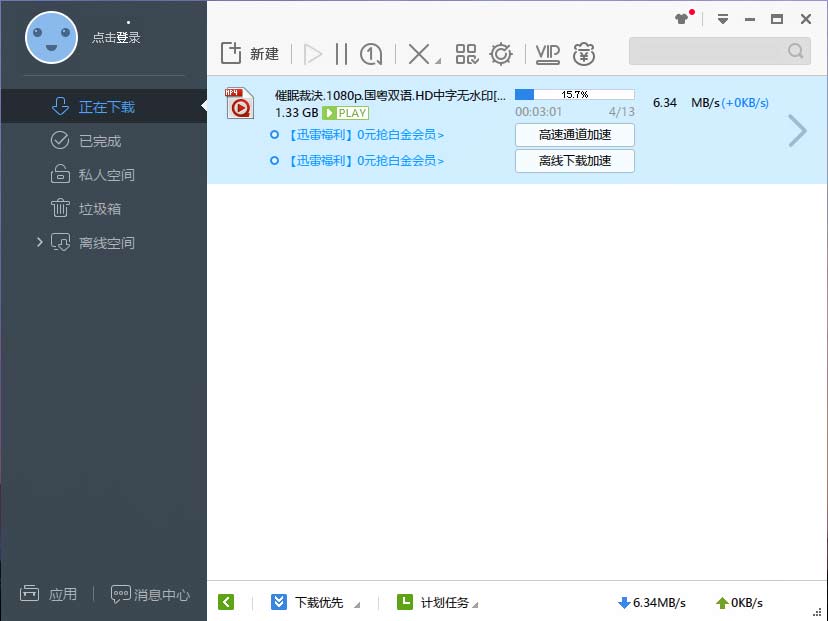 点击登录
正在下载
已完成
私人空间
垃圾箱
离线空间
应用
消息中心
新建
1
VIP
MP4
催眠裁決.1080p.国粤双语.HD中字无水印[...
1.33 GB PLAY
【迅雷福利】0元抢白金会员>
【迅雷福利】0元抢白金会员>
15.7%
00:03:01 4/13
高速通道加速
离线下载加速
6.34 MB/s(+0KB/s)
下载优先
计划任务
6.34MB/s
0KB/s